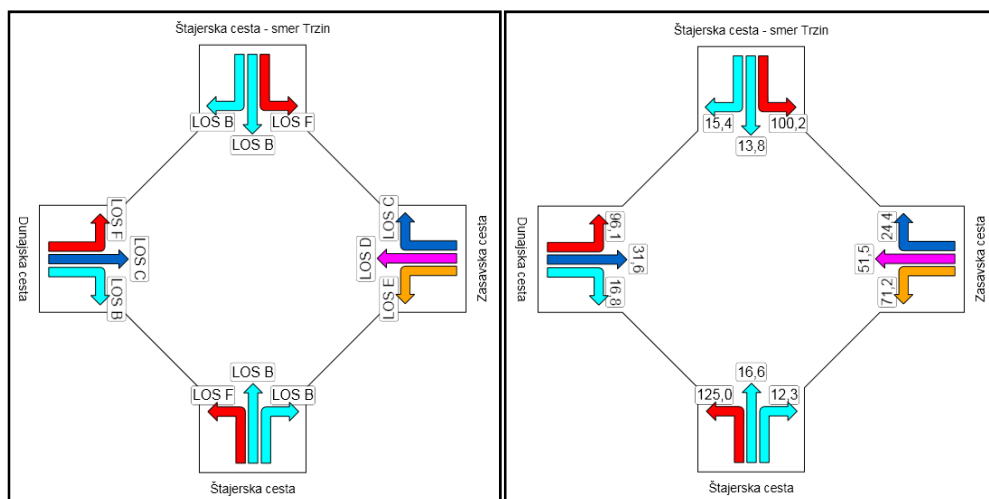 Štajerska cesta - smer Trzin
LOS B
LOS F
LOS B
Dunajska cesta
LOS F
LOS C
LOS B
LOS C
LOS D
LOS E
Zasavska cesta
LOS B
LOS F
LOS B
Štajerska cesta
Štajerska cesta - smer Trzin
15,4
100,2
13,8
Dunajska cesta
96,1
31,6
16,8
24,4
51,5
71,2
Zasavska cesta
16,6
125,0
12,3
Štajerska cesta